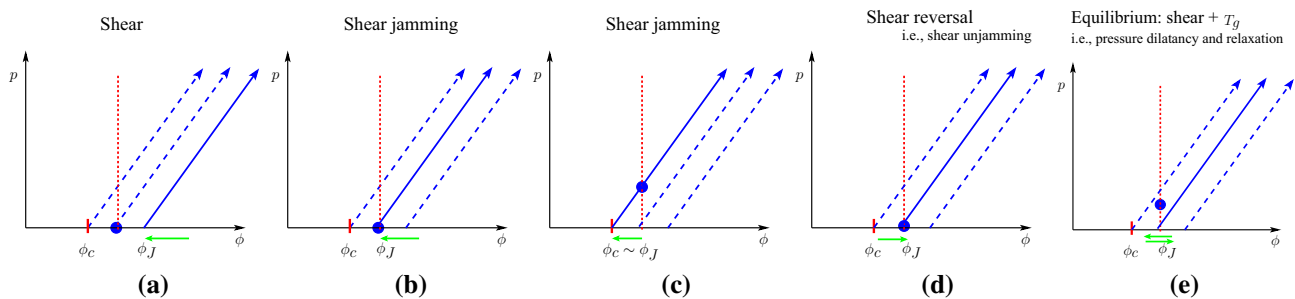 Shear
p
ϕ_c
ϕ_J
ϕ
(a)
Shear jamming
p
ϕ_c
ϕ_J
ϕ
(b)
Shear jamming
p
ϕ_c ∼ ϕ_J
ϕ
(c)
Shear reversal
i.e., shear unjamming
p
ϕ_c
ϕ_J
ϕ
(d)
Equilibrium: shear + T_g
i.e., pressure dilatancy and relaxation
p
ϕ_c
ϕ_J
ϕ
(e)